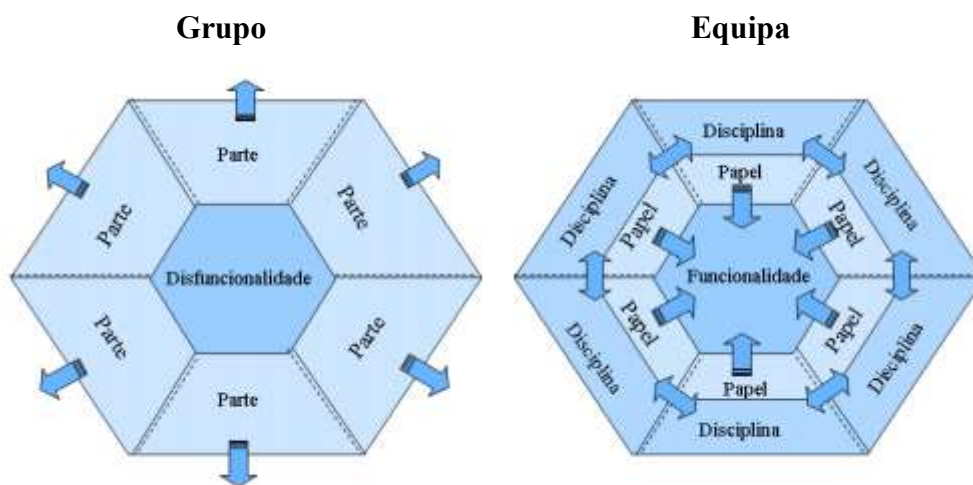 Grupo
Equipa
Parte
Parte
Parte
Disfuncionalidade
Parte
Parte
Parte
Disciplina
Papel
Disciplina
Papel
Papel
Disciplina
Funcionalidade
Disciplina
Papel
Papel
Disciplina
Papel
Disciplina